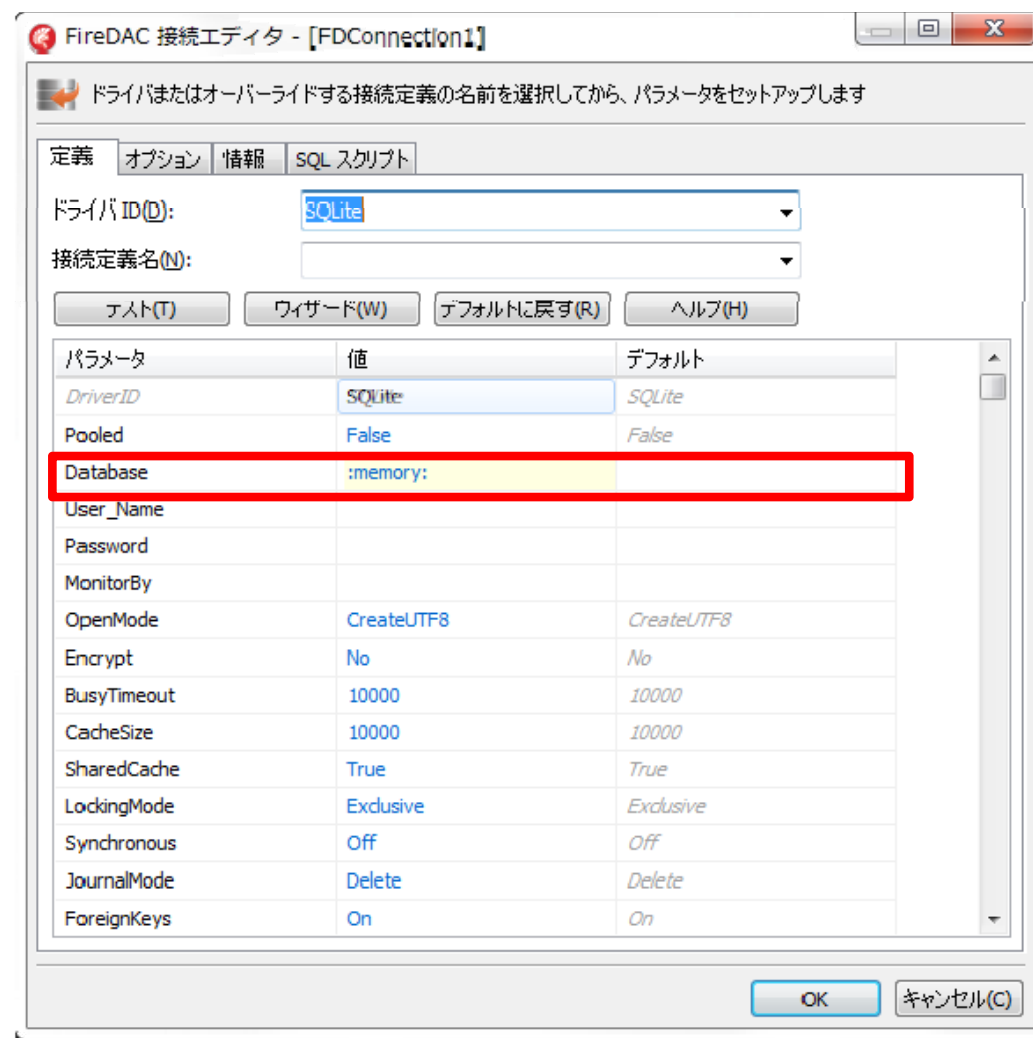 FireDAC 接続エディタ - [FDConnection1]
ドライバまたはオーバーライドする接続定義の名前を選択してから、パラメータをセットアップします
定義 オプション 情報 SQL スクリプト
ドライバ ID(D): SQLite
接続定義名(N):
テスト(T) ウィザード(W) デフォルトに戻す(R) ヘルプ(H)
パラメータ 値 デフォルト
DriverID SQLite SQLite
Pooled False False
Database :memory:
User_Name
Password
MonitorBy
OpenMode CreateUTF8 CreateUTF8
Encrypt No No
BusyTimeout 10000 10000
CacheSize 10000 10000
SharedCache True True
LockingMode Exclusive Exclusive
Synchronous Off Off
JournalMode Delete Delete
ForeignKeys On On
OK キャンセル(C)